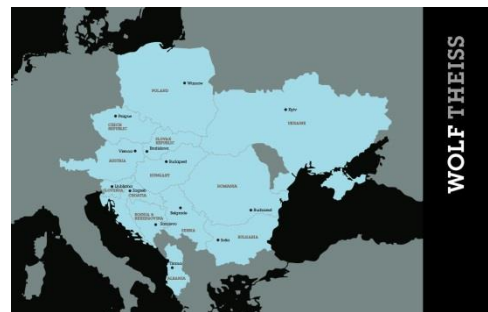 Warsaw
POLAND
Prague
CZECH
REPUBLIC
Kyiv
UKRAINE
SLOVAK
REPUBLIC
Vienna
Bratislava
AUSTRIA
Budapest
HUNGARY
Ljubljana
SLOVENIA
Zagreb
CROATIA
ROMANIA
BOSNIA &
HERZEGOVINA
Belgrade
Bucharest
Sarajevo
SERBIA
Sofia
BULGARIA
Tirana
ALBANIA
WOLF THEISS